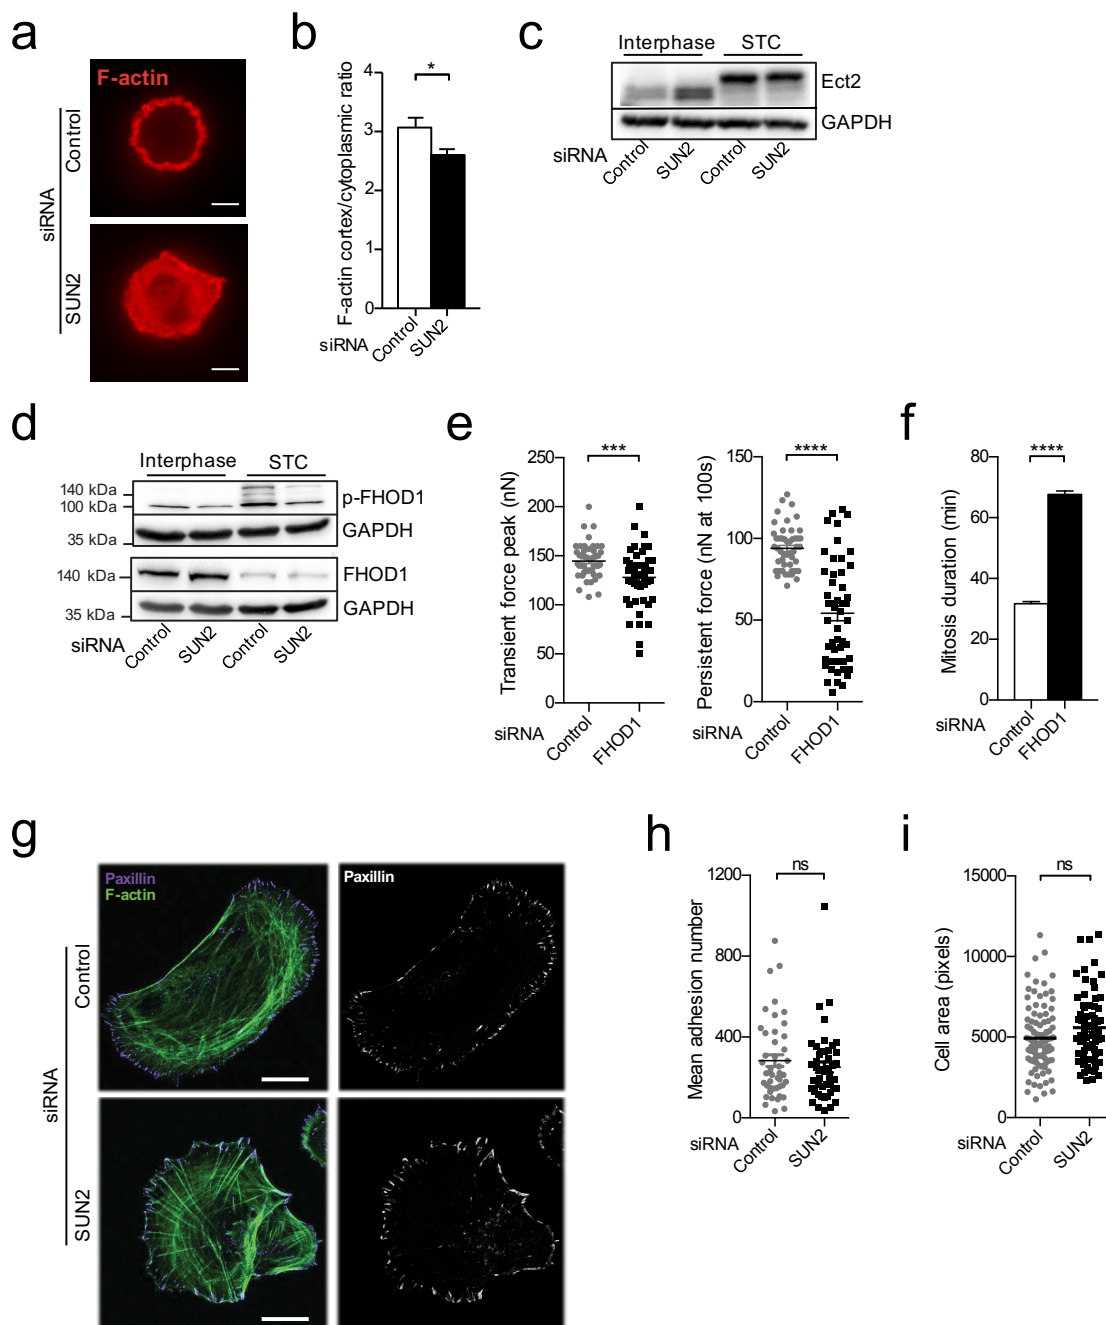 a
F-actin
Control
SUN2
siRNA
b
*
F-actin cortex/cytoplasmic ratio
4
3
2
1
0
siRNA
Control
SUN2
c
Interphase STC
Ect2
GAPDH
siRNA
Control
SUN2
Control
SUN2
d
Interphase STC
140 kDa
100 kDa
p-FHOD1
35 kDa
GAPDH
140 kDa
FHOD1
35 kDa
GAPDH
siRNA
Control
SUN2
Control
SUN2
e
***
Transient force peak (nN)
250
200
150
100
50
0
siRNA
Control
FHOD1
****
Persistent force (nN at 100s)
150
100
50
0
siRNA
Control
FHOD1
f
****
Mitosis duration (min)
80
60
40
20
0
siRNA
Control
FHOD1
g
Paxillin
F-actin
Paxillin
Control
SUN2
siRNA
h
ns
Mean adhesion number
1200
800
400
0
siRNA
Control
SUN2
i
ns
Cell area (pixels)
15000
10000
5000
0
siRNA
Control
SUN2